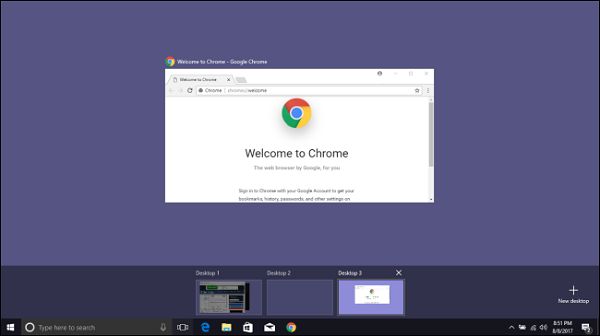 Welcome to Chrome - Google Chrome
Welcome to Chrome
Chrome | chrome://welcome
Welcome to Chrome
The web browser by Google, for you
Sign in to Chrome with your Google Account to get your
bookmarks, history, passwords, and other settings on
Desktop 1
Desktop 2
Desktop 3
New desktop
Type here to search
8:51 PM
8/8/2017